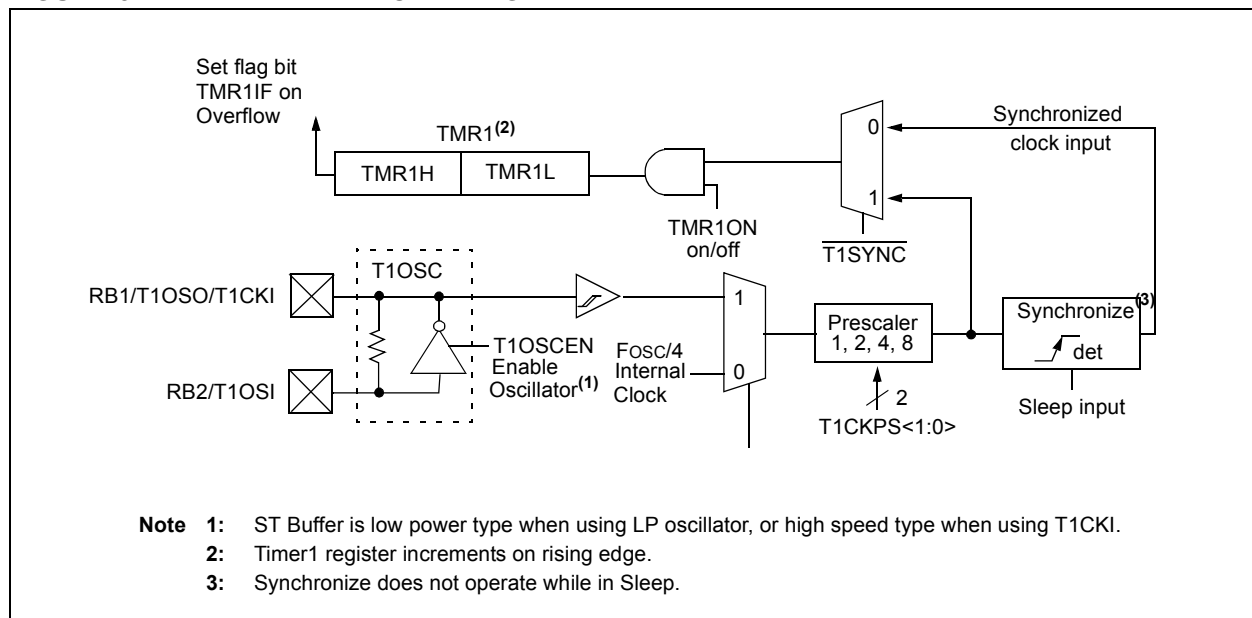 Set flag bit
TMR1IF on
Overflow
TMR1(2)
TMR1H
TMR1L
0
1
Synchronized
clock input
TMR1ON
on/off
T1SYNC
T1OSC
RB1/T1OSO/T1CKI
RB2/T1OSI
T1OSCEN
Enable
Oscillator(1)
FOSC/4
Internal
Clock
1
0
Prescaler
1, 2, 4, 8
2
T1CKPS<1:0>
Synchronize(3)
det
Sleep input
Note 1: ST Buffer is low power type when using LP oscillator, or high speed type when using T1CKI.
2: Timer1 register increments on rising edge.
3: Synchronize does not operate while in Sleep.